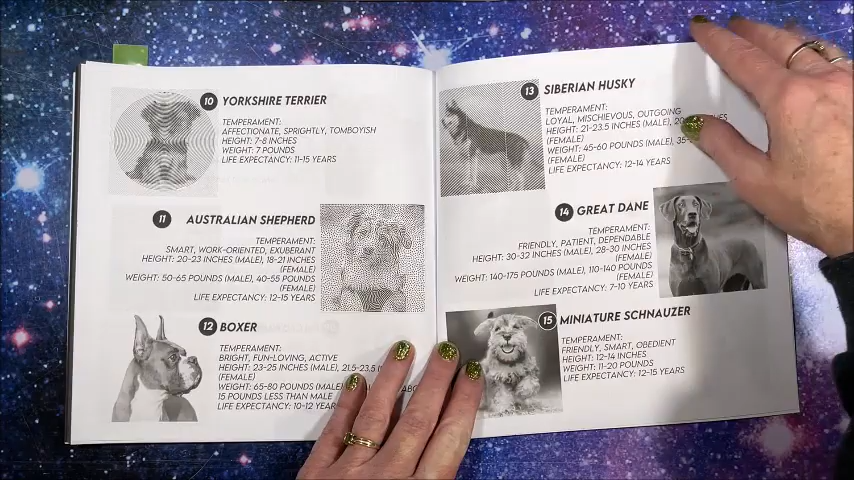 10 YORKSHIRE TERRIER
TEMPERAMENT:
AFFECTIONATE, SPRIGHTLY, TOMBOYISH
HEIGHT: 7-8 INCHES
WEIGHT: 7 POUNDS
LIFE EXPECTANCY: 11-15 YEARS
11 AUSTRALIAN SHEPHERD
TEMPERAMENT:
SMART, WORK-ORIENTED, EXUBERANT
HEIGHT: 20-23 INCHES (MALE), 18-21 INCHES
(FEMALE)
WEIGHT: 50-65 POUNDS (MALE), 40-55 POUNDS
(FEMALE)
LIFE EXPECTANCY: 12-15 YEARS
12 BOXER
TEMPERAMENT:
BRIGHT, FUN-LOVING, ACTIVE
HEIGHT: 23-25 INCHES (MALE), 21.5-23.5
(FEMALE)
WEIGHT: 65-80 POUNDS (MALE)
15 POUNDS LESS THAN MALE
LIFE EXPECTANCY: 10-12
13 SIBERIAN HUSKY
TEMPERAMENT:
LOYAL, MISCHIEVOUS, OUTGOING
HEIGHT: 21-23.5 INCHES (MALE),
(FEMALE)
WEIGHT: 45-60 POUNDS (MALE),
(FEMALE)
LIFE EXPECTANCY: 12-14 YEARS
14 GREAT DANE
TEMPERAMENT:
FRIENDLY, PATIENT, DEPENDABLE
HEIGHT: 30-32 INCHES (MALE), 28-30 INCHES
(FEMALE)
WEIGHT: 140-175 POUNDS (MALE), 110-140 POUNDS
(FEMALE)
LIFE EXPECTANCY: 7-10 YEARS
15 MINIATURE SCHNAUZER
TEMPERAMENT:
FRIENDLY, SMART, OBEDIENT
HEIGHT: 12-14 INCHES
WEIGHT: 11-20 POUNDS
LIFE EXPECTANCY: 12-15 YEARS